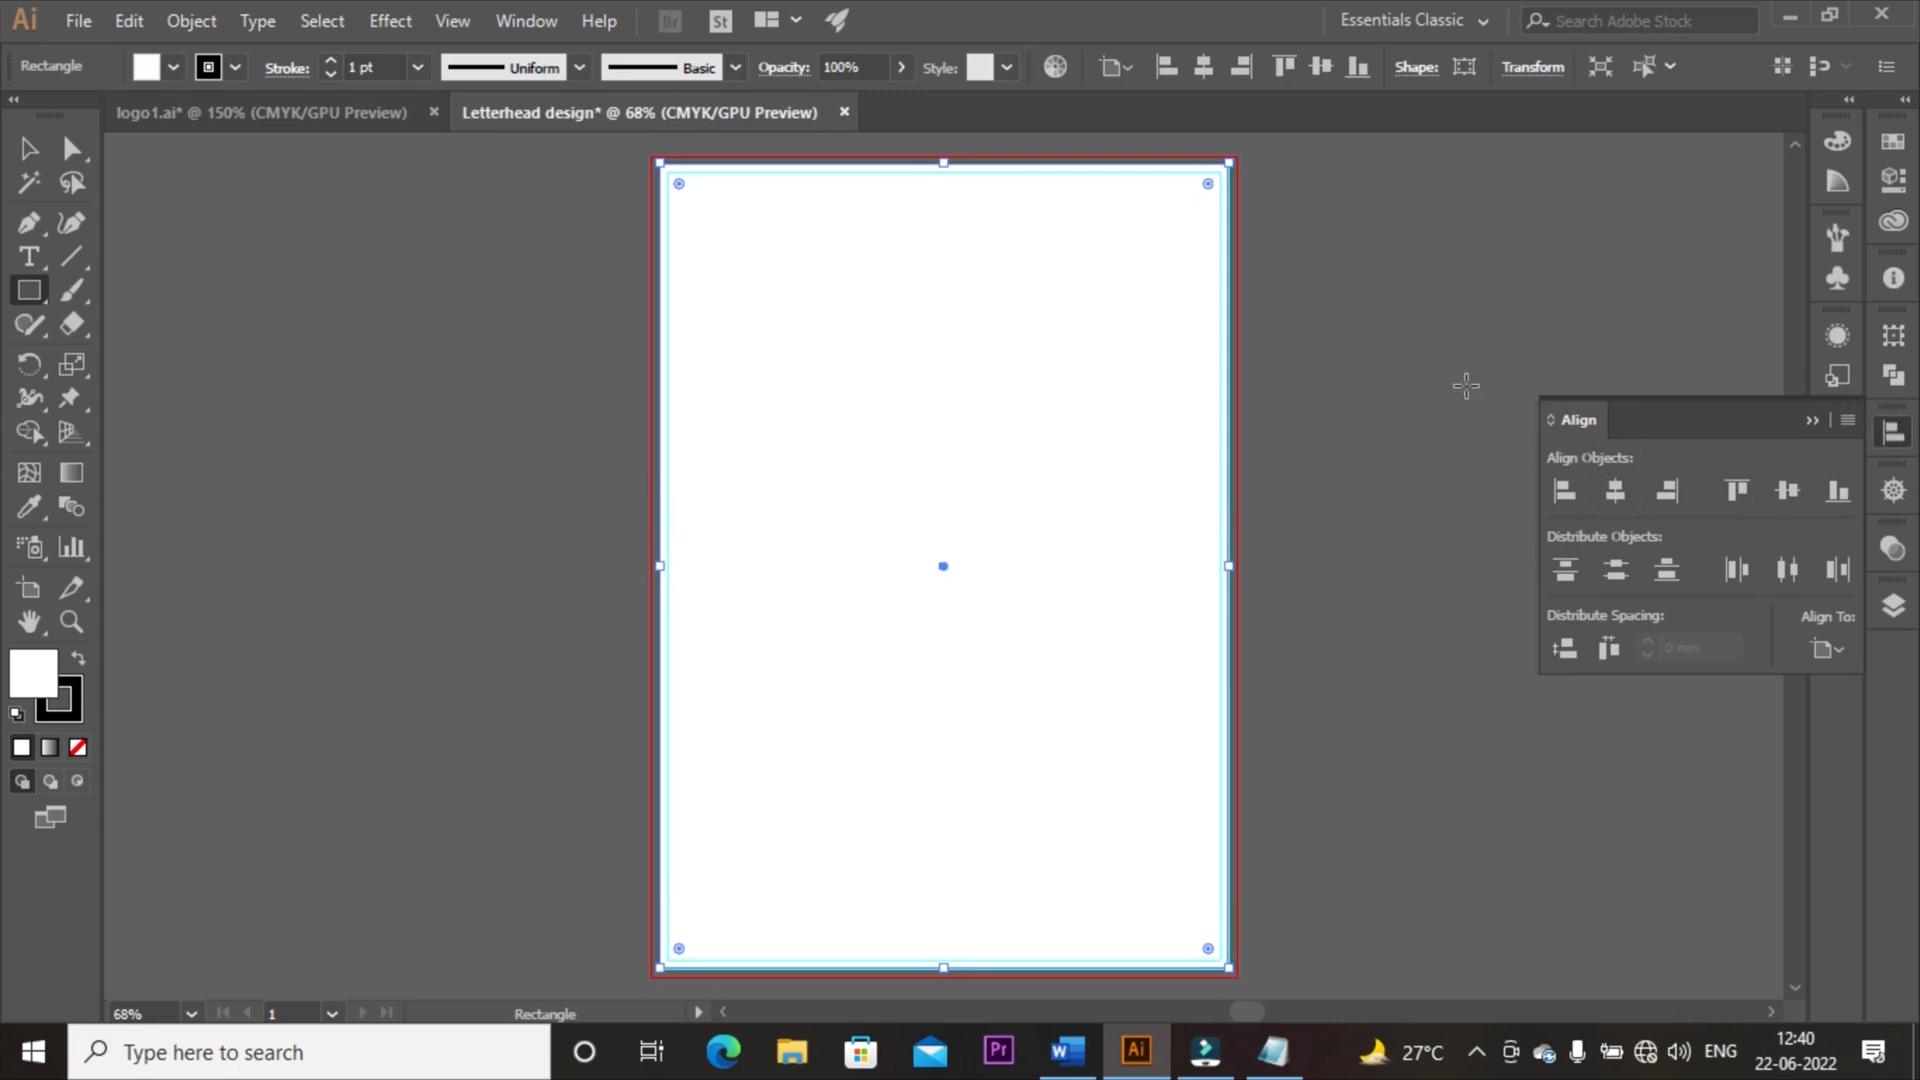 Ai File Edit Object Type Select Effect View Window Help Br St Essentials Classic Search Adobe Stock
Rectangle Stroke: 1 pt Uniform Basic Opacity: 100% Style: Shape: Transform
logo1.ai* @ 150% (CMYK/GPU Preview) Letterhead design* @ 68% (CMYK/GPU Preview)
Align
Align Objects:
Distribute Objects:
Distribute Spacing: Align To:
0 mm
68% 1 Rectangle
Type here to search Pr W Ai 27°C ENG 12:40
22-06-2022